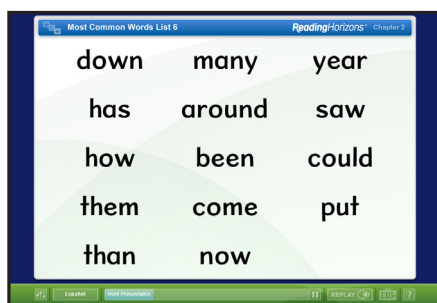 Most Common Words List 6 ReadingHorizons Chapter 2
down many year
has around saw
how been could
them come put
than now
Español Word Pronunciation REPLAY EXIT ?